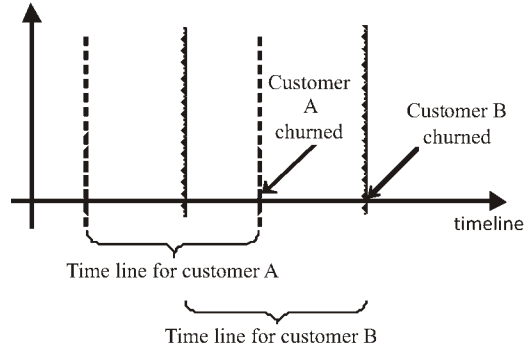 Customer
A
churned
Customer B
churned
timeline
Time line for customer A
Time line for customer B